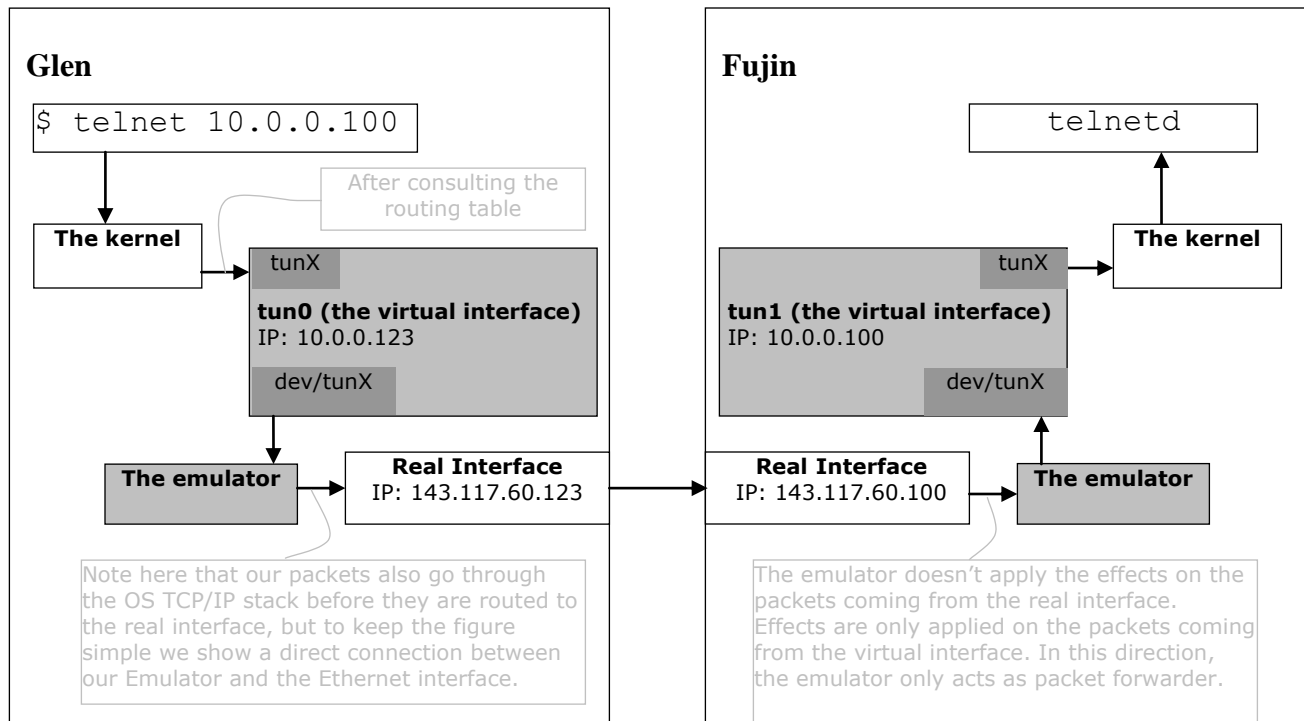 Glen
$ telnet 10.0.0.100
After consulting the
routing table
The kernel
tunX
tun0 (the virtual interface)
IP: 10.0.0.123
dev/tunX
The emulator
Real Interface
IP: 143.117.60.123
Note here that our packets also go through
the OS TCP/IP stack before they are routed to
the real interface, but to keep the figure
simple we show a direct connection between
our Emulator and the Ethernet interface.
Fujin
telnetd
The kernel
tunX
tun1 (the virtual interface)
IP: 10.0.0.100
dev/tunX
Real Interface
IP: 143.117.60.100
The emulator
The emulator doesn’t apply the effects on the
packets coming from the real interface.
Effects are only applied on the packets coming
from the virtual interface. In this direction,
the emulator only acts as packet forwarder.